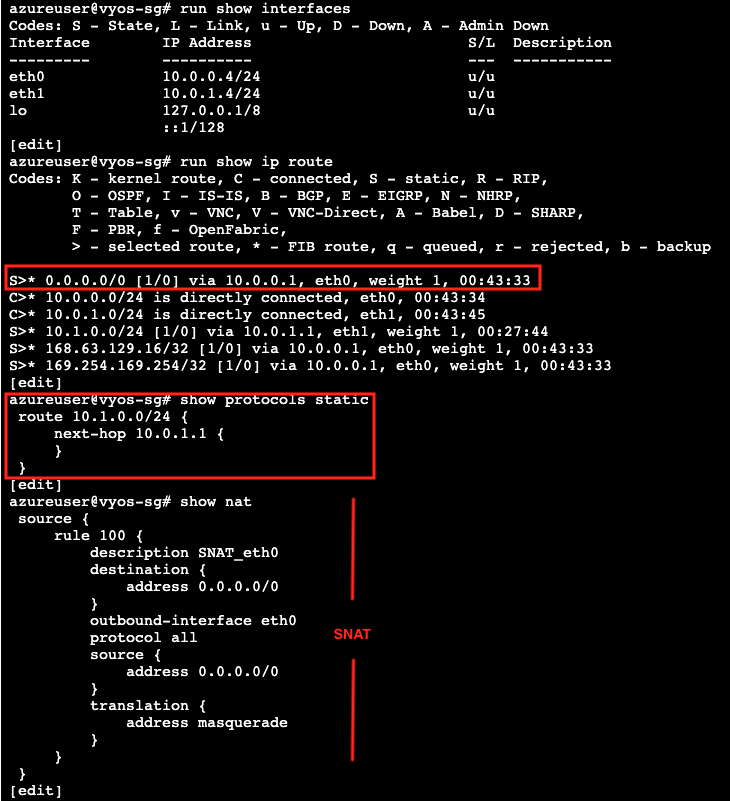 azureuser@vyos-sg# run show interfaces
Codes: S - State, L - Link, u - Up, D - Down, A - Admin Down
Interface        IP Address                        S/L  Description
---------        ----------                        ---  -----------
eth0             10.0.0.4/24                       u/u
eth1             10.0.1.4/24                       u/u
lo               127.0.0.1/8                       u/u
                 ::1/128
[edit]
azureuser@vyos-sg# run show ip route
Codes: K - kernel route, C - connected, S - static, R - RIP,
       O - OSPF, I - IS-IS, B - BGP, E - EIGRP, N - NHRP,
       T - Table, v - VNC, V - VNC-Direct, A - Babel, D - SHARP,
       F - PBR, f - OpenFabric,
       > - selected route, * - FIB route, q - queued, r - rejected, b - backup
S>* 0.0.0.0/0 [1/0] via 10.0.0.1, eth0, weight 1, 00:43:33
C>* 10.0.0.0/24 is directly connected, eth0, 00:43:34
C>* 10.0.1.0/24 is directly connected, eth1, 00:43:45
S>* 10.1.0.0/24 [1/0] via 10.0.1.1, eth1, weight 1, 00:27:44
S>* 168.63.129.16/32 [1/0] via 10.0.0.1, eth0, weight 1, 00:43:33
S>* 169.254.169.254/32 [1/0] via 10.0.0.1, eth0, weight 1, 00:43:33
[edit]
azureuser@vyos-sg# show protocols static
 route 10.1.0.0/24 {
     next-hop 10.0.1.1 {
     }
 }
[edit]
azureuser@vyos-sg# show nat
 source {
     rule 100 {
         description SNAT_eth0
         destination {
             address 0.0.0.0/0
         }
         outbound-interface eth0
         protocol all
SNAT
         source {
             address 0.0.0.0/0
         }
         translation {
             address masquerade
         }
     }
 }
[edit]